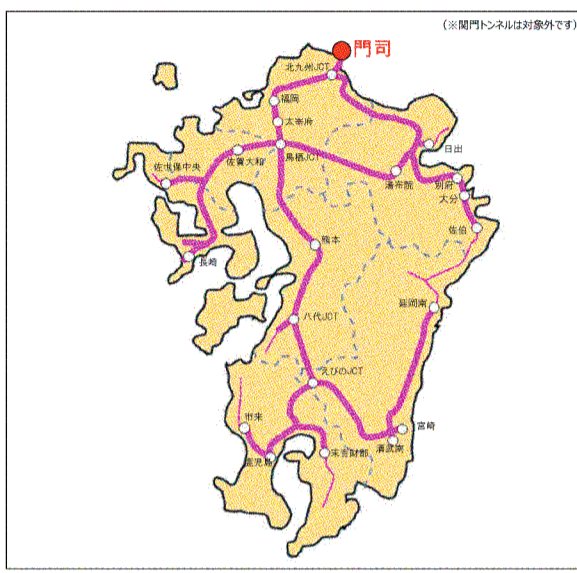 (※関門トンネルは対象外です)
門司
北九州JCT
福岡
太宰府
日出
佐賀大和
鳥栖JCT
佐世保中央
湯布院
別府
大分
佐伯
熊本
長崎
延岡南
八代JCT
えびのJCT
市来
宮崎
清武南
鹿児島
末吉財部